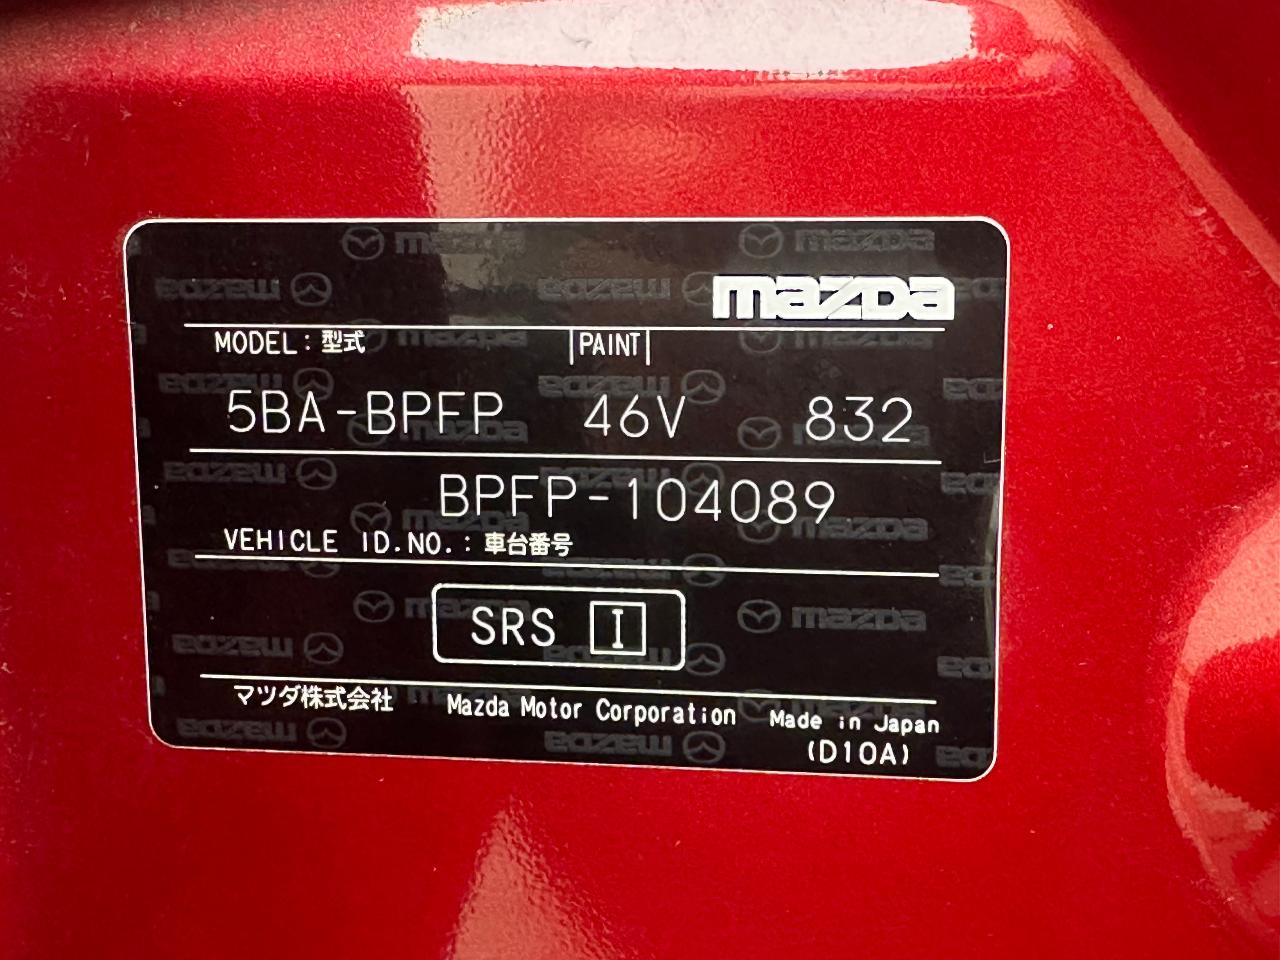 mazda
MODEL : 型式 |PAINT|
5BA-BPFP 46V 832
BPFP-104089
VEHICLE ID.NO. : 車台番号
SRS I
マツダ株式会社 Mazda Motor Corporation Made in Japan
(D10A)